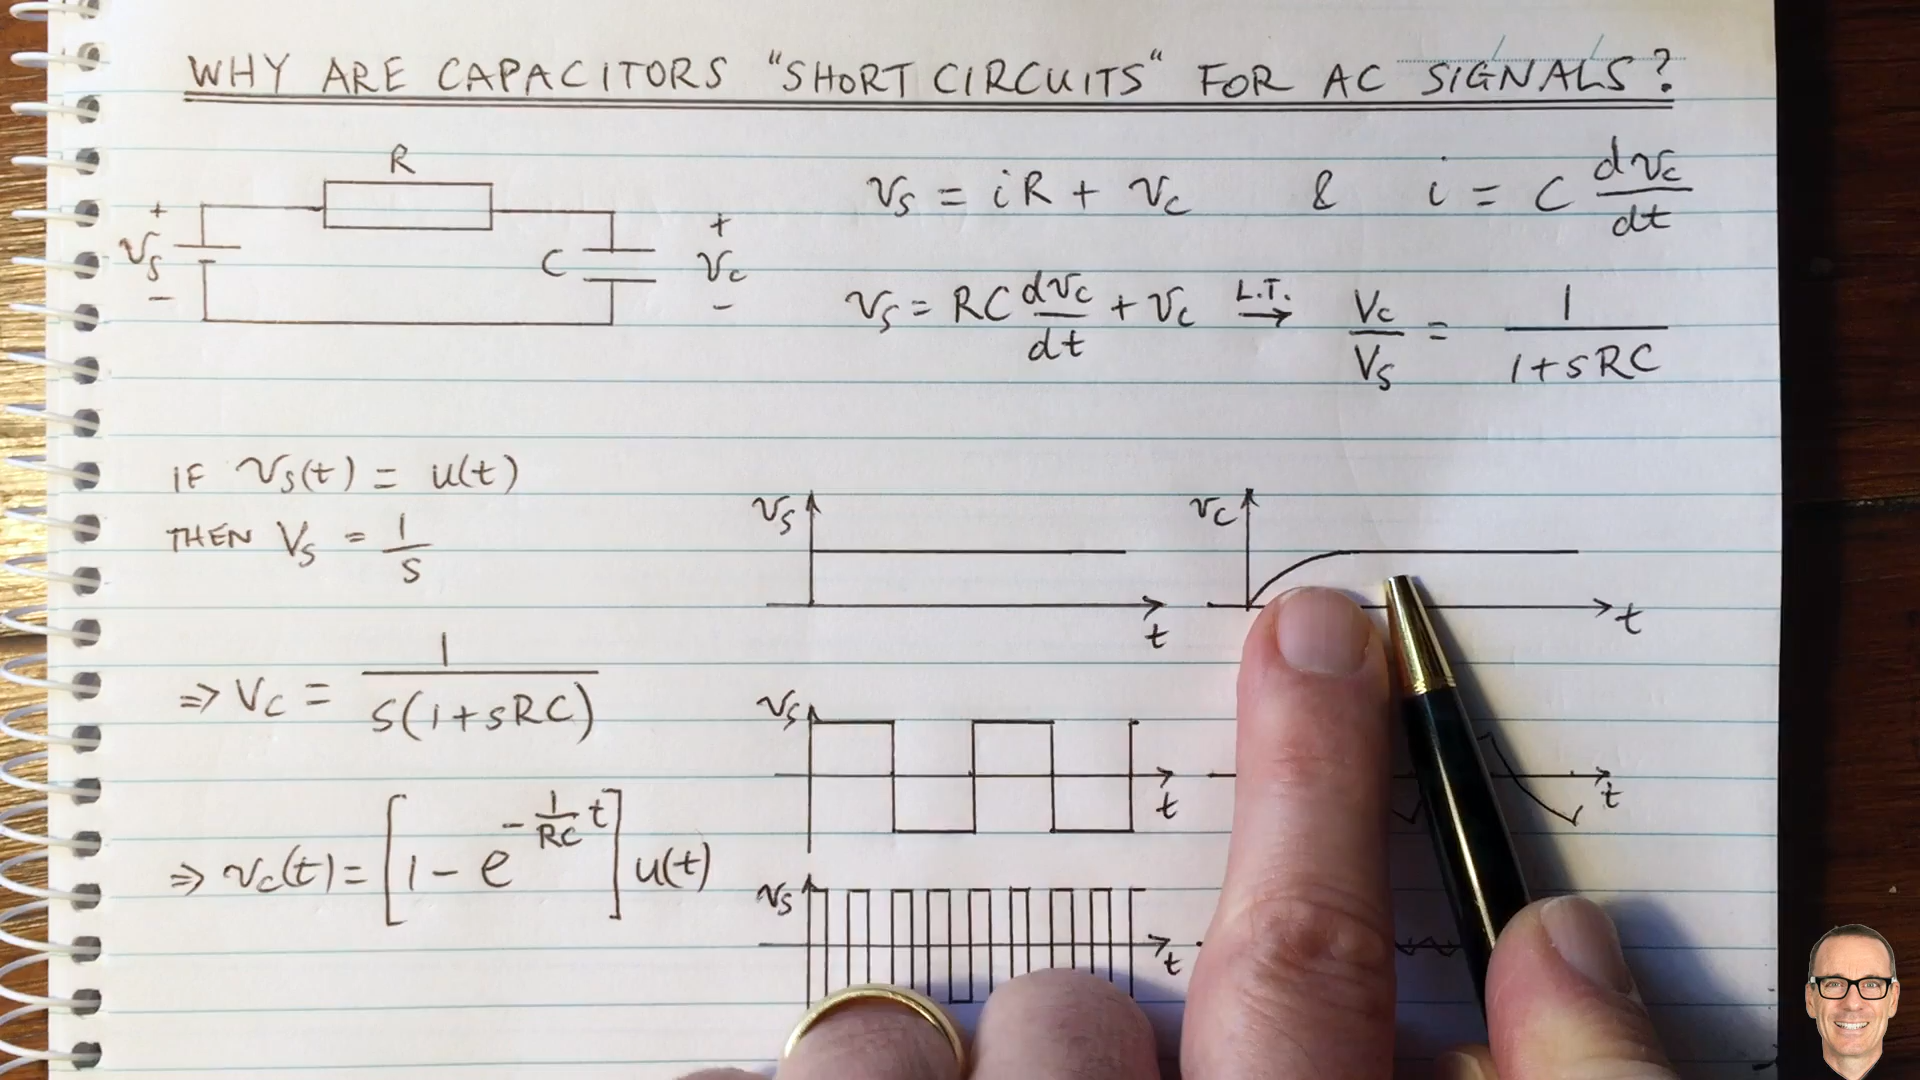 WHY ARE CAPACITORS "SHORT CIRCUITS" FOR AC SIGNALS?
R
+
vs
−
C
+
vc
−
vs = iR + vc & i = C dvc/dt
vs = RC dvc/dt + vc L.T.→ Vc/Vs = 1/(1+sRC)
IF vs(t) = u(t)
THEN Vs = 1/s
⇒ Vc = 1/(s(1+sRC))
⇒ vc(t) = [1 - e^(-1/RC t)] u(t)
vs
t
vc
t
vs
t
t
vs
t